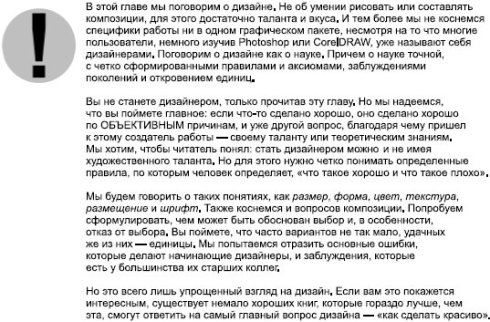 В этой главе мы поговорим о дизайне. Не об умении рисовать или составлять
композиции, для этого достаточно таланта и вкуса. И тем более мы не коснемся
специфики работы ни в одном графическом пакете, несмотря на то что многие
пользователи, немного изучив Photoshop или CorelDRAW, уже называют себя
дизайнерами. Поговорим о дизайне как о науке. Причем о науке точной,
с четко сформированными правилами и аксиомами, заблуждениями
поколений и откровением единиц.
Вы не станете дизайнером, только прочитав эту главу. Но мы надеемся,
что вы поймете главное: если что-то сделано хорошо, оно сделано хорошо
по ОБЪЕКТИВНЫМ причинам, и уже другой вопрос, благодаря чему пришел
к этому создатель работы — своему таланту или теоретическим знаниям.
Мы хотим, чтобы читатель понял: стать дизайнером можно и не имея
художественного таланта. Но для этого нужно четко понимать определенные
правила, по которым человек определяет, «что такое хорошо и что такое плохо».
Мы будем говорить о таких понятиях, как размер, форма, цвет, текстура,
размещение и шрифт. Также коснемся и вопросов композиции. Попробуем
сформулировать, чем может быть обоснован выбор и, в особенности,
отказ от выбора. Вы поймете, что часто вариантов не так мало, удачных
же из них — единицы. Мы попытаемся отразить основные ошибки,
которые делают начинающие дизайнеры, и заблуждения, которые
есть у большинства их старших коллег.
Но это всего лишь упрощенный взгляд на дизайн. Если вам это покажется
интересным, существует немало хороших книг, которые гораздо лучше, чем
эта, смогут ответить на самый главный вопрос дизайна — «как сделать красиво».